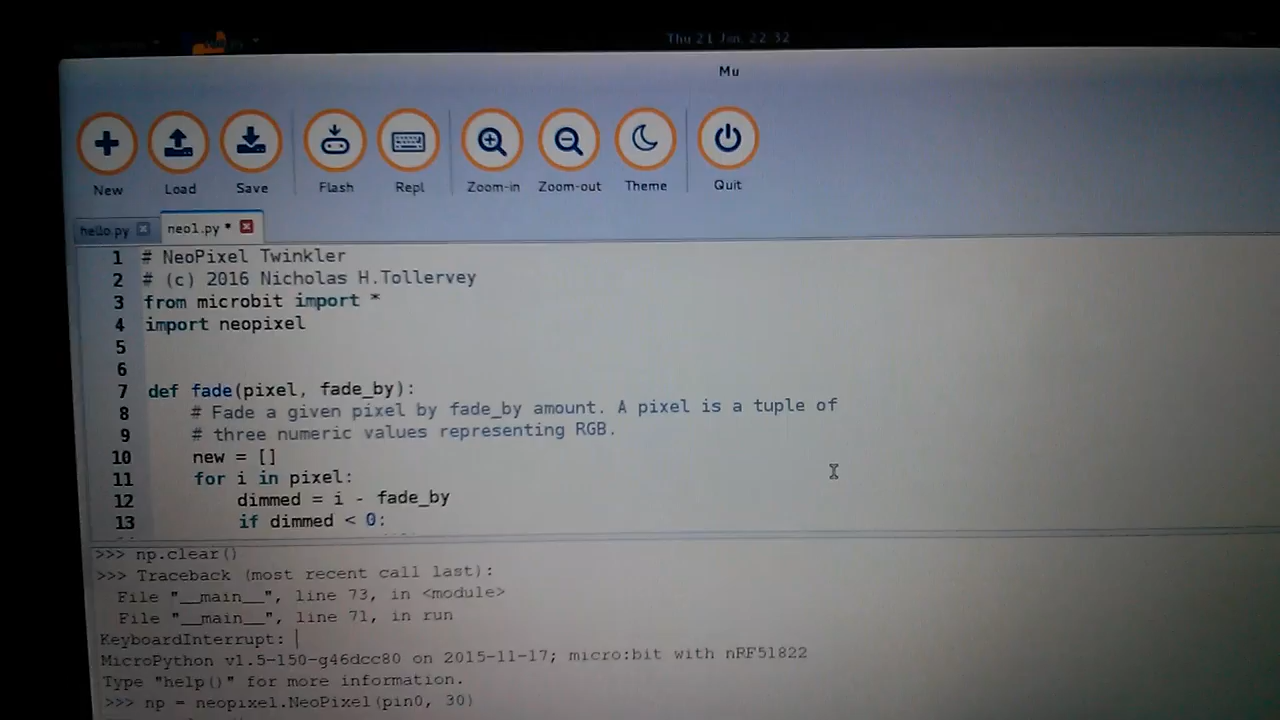 Thu 21 Jan, 22:32
Mu
New Load Save Flash Repl Zoom-in Zoom-out Theme Quit
hello.py neo1.py *
1 # NeoPixel Twinkler
2 # (c) 2016 Nicholas H.Tollervey
3 from microbit import *
4 import neopixel
5
6
7 def fade(pixel, fade_by):
8 # Fade a given pixel by fade_by amount. A pixel is a tuple of
9 # three numeric values representing RGB.
10 new = []
11 for i in pixel:
12 dimmed = i - fade_by
13 if dimmed < 0:
>>> np.clear()
>>> Traceback (most recent call last):
File "__main__", line 73, in <module>
File "__main__", line 71, in run
KeyboardInterrupt:
MicroPython v1.5-150-g46dcc80 on 2015-11-17; micro:bit with nRF51822
Type "help()" for more information.
>>> np = neopixel.NeoPixel(pin0, 30)